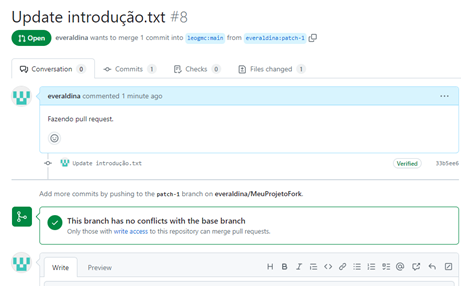 Update introdução.txt #8
Open everaldina wants to merge 1 commit into leogmc:main from everaldina:patch-1
Conversation 0 Commits 1 Checks 0 Files changed 1
everaldina commented 1 minute ago
Fazendo pull request.
Update introdução.txt Verified 33b5ee6
Add more commits by pushing to the patch-1 branch on everaldina/MeuProjetoFork.
This branch has no conflicts with the base branch
Only those with write access to this repository can merge pull requests.
Write Preview